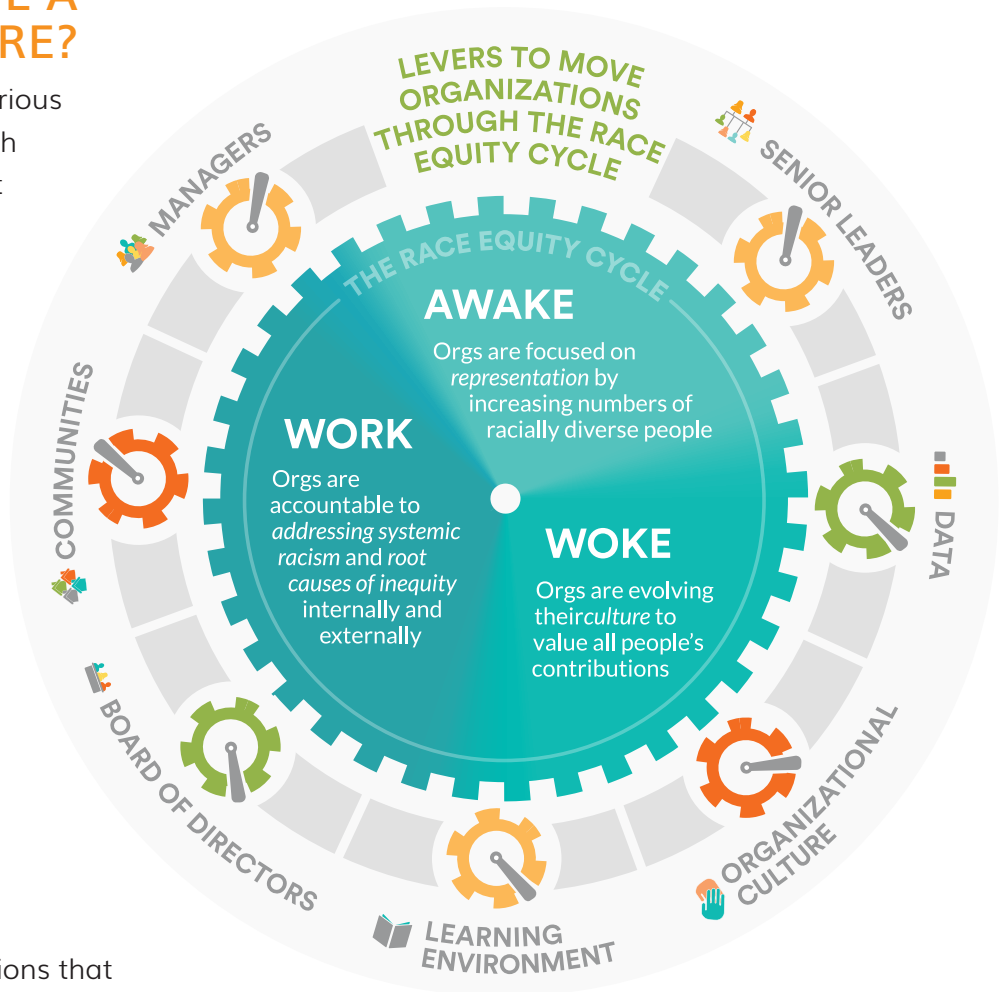 E A
RE?
rious
h
t
ions that
LEVERS TO MOVE
ORGANIZATIONS
THROUGH THE RACE
EQUITY CYCLE
SENIOR LEADERS
DATA
ORGANIZATIONAL
CULTURE
LEARNING
ENVIRONMENT
BOARD OF DIRECTORS
COMMUNITIES
MANAGERS
THE RACE EQUITY CYCLE
AWAKE
Orgs are focused on
representation by
increasing numbers of
racially diverse people
WOKE
Orgs are evolving
theirculture to
value all people's
contributions
WORK
Orgs are
accountable to
addressing systemic
racism and root
causes of inequity
internally and
externally